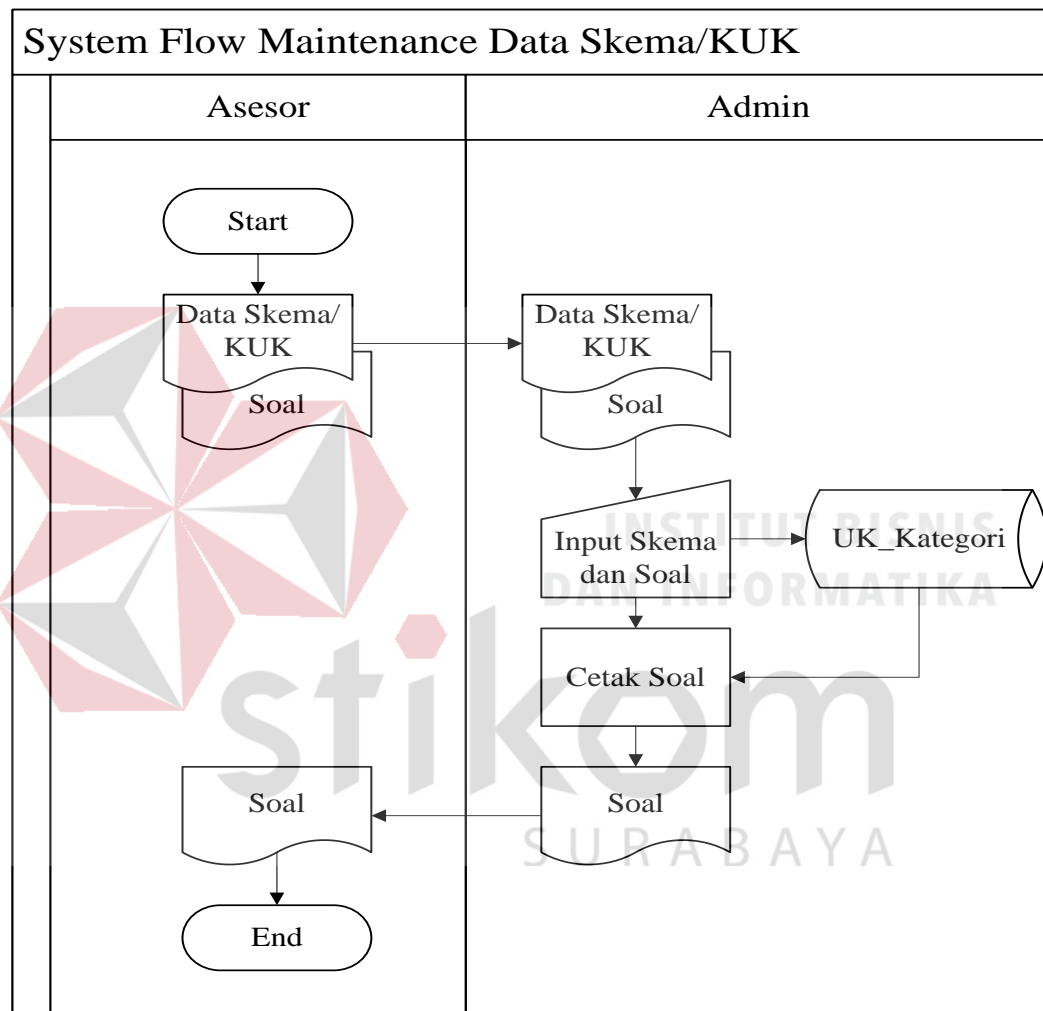 System Flow Maintenance Data Skema/KUK
Asesor
Admin
Start
Data Skema/
KUK
Soal
Data Skema/
KUK
Soal
Input Skema
dan Soal
UK_Kategori
Cetak Soal
Soal
Soal
End
INSTITUT BISNIS
DAN INFORMATIKA
stikom
SURABAYA